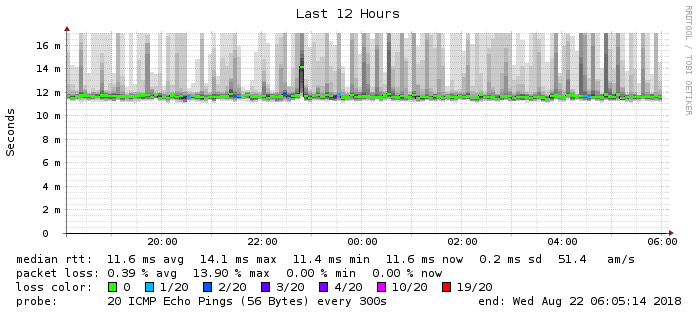 Last 12 Hours
RRDTOOL / TOBI OETIKER
Seconds
16 m
14 m
12 m
10 m
8 m
6 m
4 m
2 m
0
20:00 22:00 00:00 02:00 04:00 06:00
median rtt: 11.6 ms avg 14.1 ms max 11.4 ms min 11.6 ms now 0.2 ms sd 51.4 am/s
packet loss: 0.39 % avg 13.90 % max 0.00 % min 0.00 % now
loss color: 0 1/20 2/20 3/20 4/20 10/20 19/20
probe: 20 ICMP Echo Pings (56 Bytes) every 300s end: Wed Aug 22 06:05:14 2018